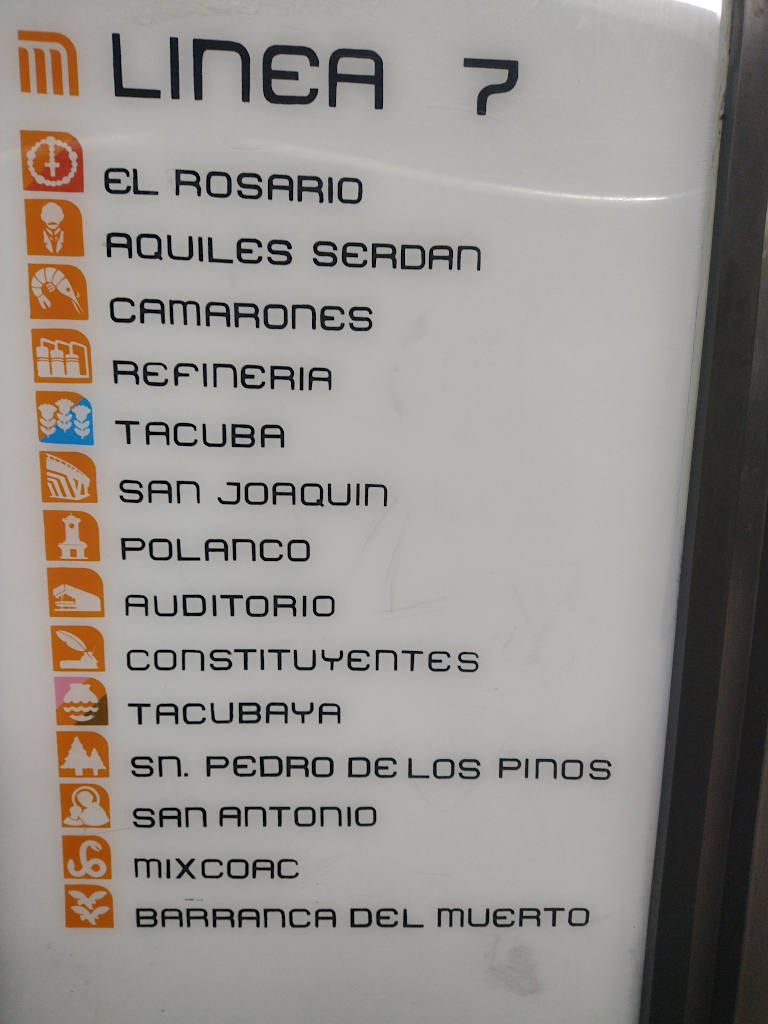 LINEA 7
EL ROSARIO
AQUILES SERDAN
CAMARONES
REFINERIA
TACUBA
SAN JOAQUIN
POLANCO
AUDITORIO
CONSTITUYENTES
TACUBAYA
SN. PEDRO DE LOS PINOS
SAN ANTONIO
MIXCOAC
BARRANCA DEL MUERTO